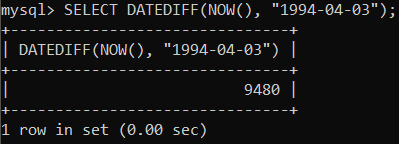 mysql> SELECT DATEDIFF(NOW(), "1994-04-03");
+-------------------------------+
| DATEDIFF(NOW(), "1994-04-03") |
+-------------------------------+
|                          9480 |
+-------------------------------+
1 row in set (0.00 sec)